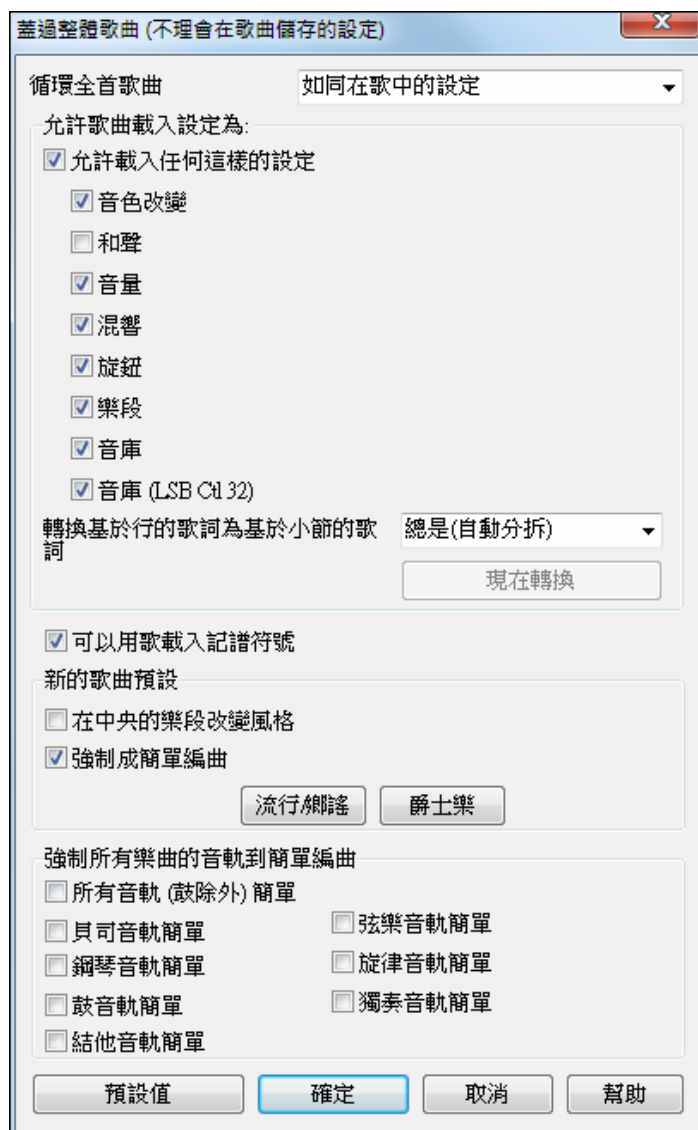 蓋過整體歌曲 (不理會在歌曲儲存的設定)
循環全首歌曲 如同在歌中的設定
允許歌曲載入設定為:
允許載入任何這樣的設定
音色改變
和聲
音量
混響
旋鈕
樂段
音庫
音庫 (LSB Ctl 32)
轉換基於行的歌詞為基於小節的歌 總是(自動分拆)
詞
現在轉換
可以用歌載入記譜符號
新的歌曲預設
在中央的樂段改變風格
強制成簡單編曲
流行/鄉謠 爵士樂
強制所有樂曲的音軌到簡單編曲
所有音軌 (鼓除外) 簡單
貝司音軌簡單 弦樂音軌簡單
鋼琴音軌簡單 旋律音軌簡單
鼓音軌簡單 獨奏音軌簡單
結他音軌簡單
預設值 確定 取消 幫助